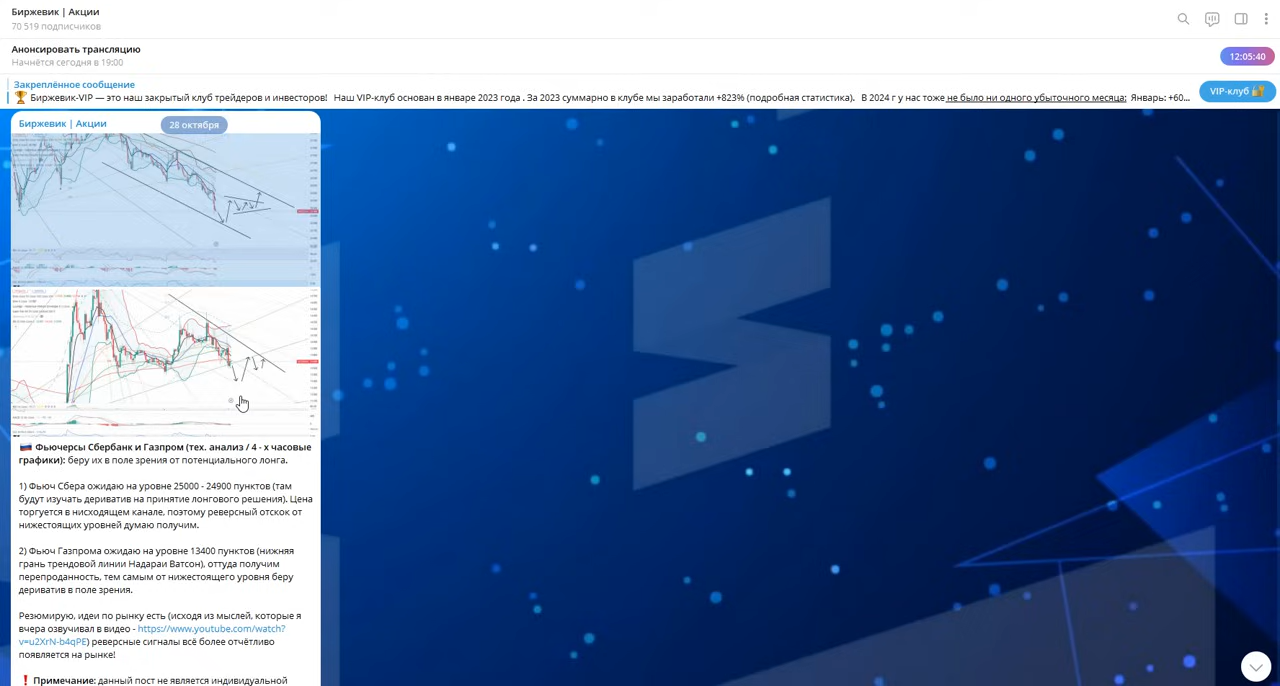 Биржевик | Акции
70 519 подписчиков
Анонсировать трансляцию
Начнётся сегодня в 19:00
12:05:40
Закреплённое сообщение
🏆 Биржевик-VIP — это наш закрытый клуб трейдеров и инвесторов! Наш VIP-клуб основан в январе 2023 года . За 2023 суммарно в клубе мы заработали +823% (подробная статистика). В 2024 г у нас тоже не было ни одного убыточного месяца: Январь: +60...
VIP-клуб 🔐
Биржевик | Акции
28 октября
🇷🇺 Фьючерсы Сбербанк и Газпром (тех. анализ / 4 - х часовые
графики): беру их в поле зрения от потенциального лонга.
1) Фьюч Сбера ожидаю на уровне 25000 - 24900 пунктов (там
будут изучать дериватив на принятие лонгового решения). Цена
торгуется в нисходящем канале, поэтому реверсный отскок от
нижестоящих уровней думаю получим.
2) Фьюч Газпрома ожидаю на уровне 13400 пунктов (нижняя
грань трендовой линии Надараи Ватсон), оттуда получим
перепроданность, тем самым от нижестоящего уровня беру
дериватив в поле зрения.
Резюмирую, идеи по рынку есть (исходя из мыслей, которые я
вчера озвучивал в видео - https://www.youtube.com/watch?
v=u2XrN-b4qPE) реверсные сигналы всё более отчётливо
появляется на рынке!
❗ Примечание: данный пост не является индивидуальной